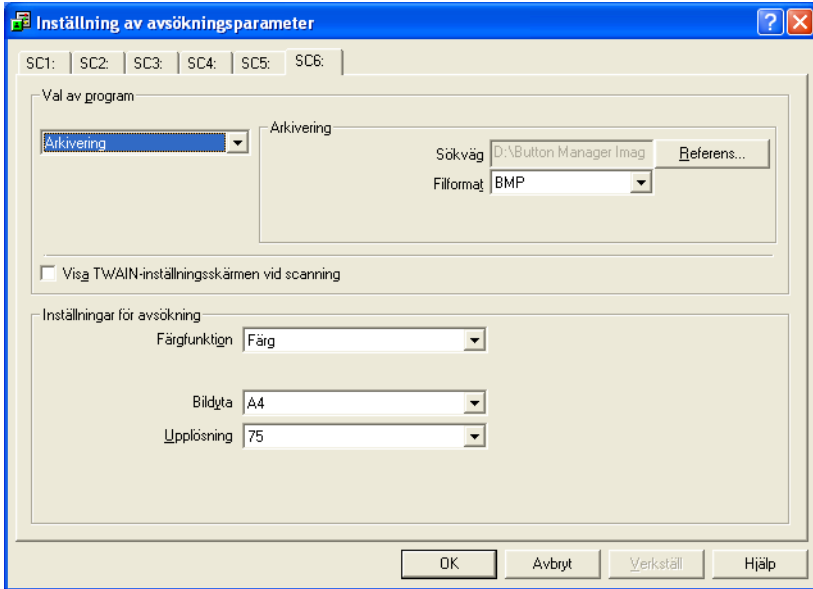 Inställning av avsökningsparameter
SC1: SC2: SC3: SC4: SC5: SC6:
Val av program
Arkivering
Arkivering
Sökväg D:\Button Manager Imag Referens...
Filformat BMP
Visa TWAIN-inställningsskärmen vid scanning
Inställningar för avsökning
Färgfunktion Färg
Bildyta A4
Upplösning 75
OK Avbryt Verkställ Hjälp